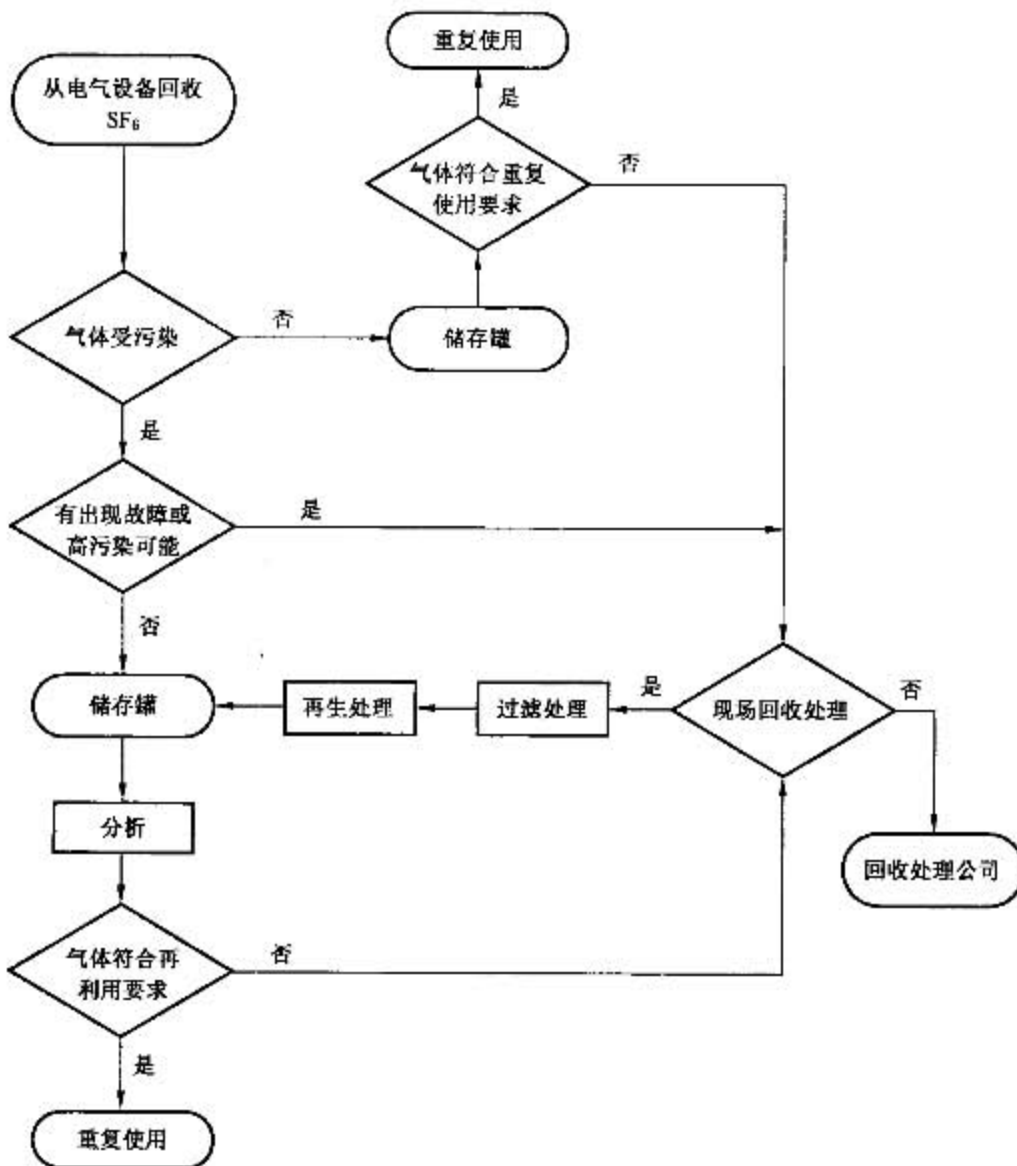 重复使用
从电气设备回收
SF₆
是
气体符合重复
使用要求
否
气体受污染
否
储存罐
是
有出现故障或
高污染可能
是
否
储存罐
再生处理
过滤处理
是
现场回收处理
否
分析
回收处理公司
气体符合再
利用要求
否
是
重复使用